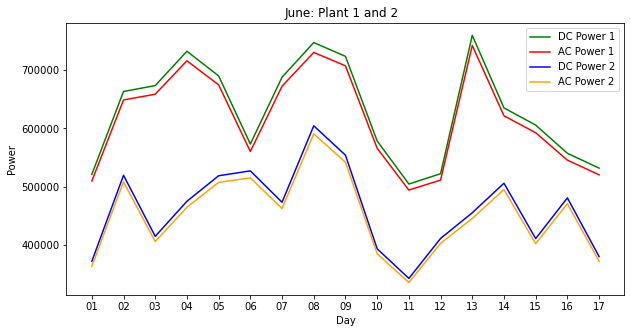 June: Plant 1 and 2
DC Power 1
AC Power 1
DC Power 2
AC Power 2
700000
600000
500000
400000
Power
01 02 03 04 05 06 07 08 09 10 11 12 13 14 15 16 17
Day